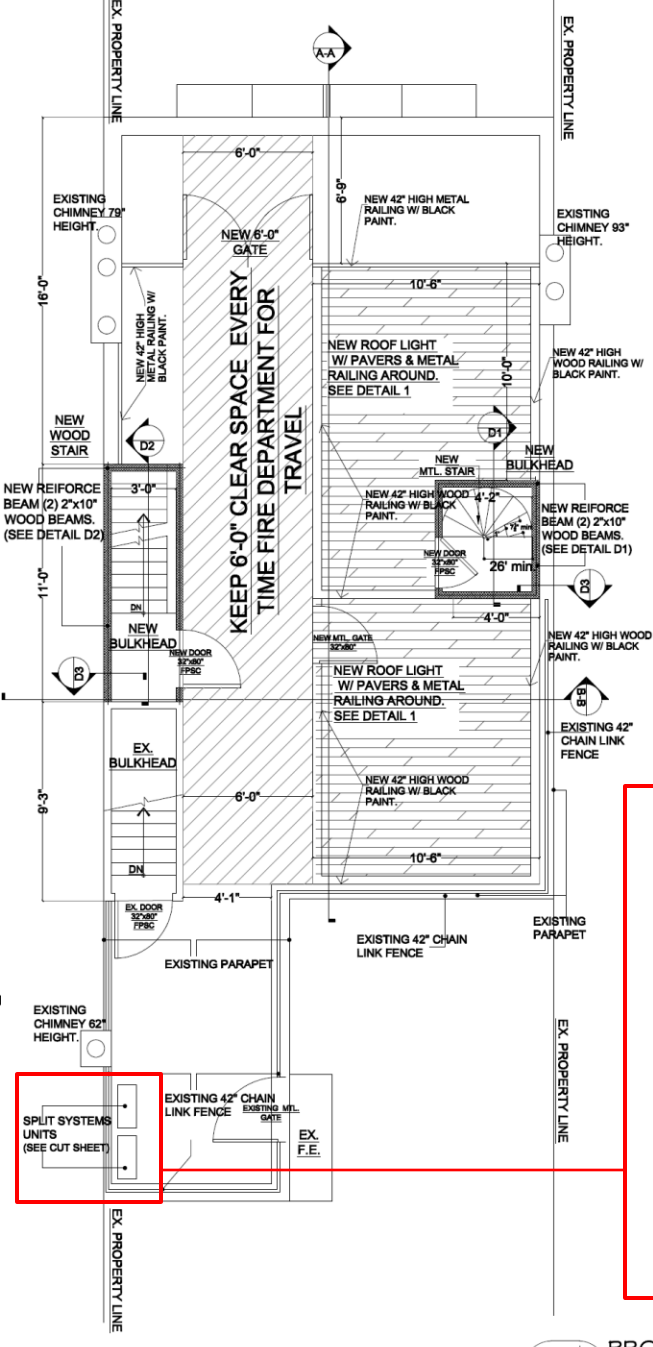 EX. PROPERTY LINE
EX. PROPERTY LINE
A-A
6'-0"
6'-9"
EXISTING
CHIMNEY 79"
HEIGHT.
NEW 42" HIGH METAL
RAILING W/ BLACK
PAINT.
EXISTING
CHIMNEY 93"
HEIGHT.
NEW 6'-0"
GATE
16'-0"
10'-6"
NEW 42" HIGH
METAL RAILING W/
BLACK PAINT.
KEEP 6'-0" CLEAR SPACE EVERY
TIME FIRE DEPARTMENT FOR
TRAVEL
NEW ROOF LIGHT
W/ PAVERS & METAL
RAILING AROUND.
SEE DETAIL 1
10'-0"
NEW 42" HIGH
WOOD RAILING W/
BLACK PAINT.
NEW
WOOD
STAIR
D2
D1
NEW
MTL. STAIR
NEW
BULKHEAD
NEW REIFORCE
BEAM (2) 2"x10"
WOOD BEAMS.
(SEE DETAIL D2)
3'-0"
NEW 42" HIGH WOOD
RAILING W/ BLACK
PAINT.
4'-2"
NEW REIFORCE
BEAM (2) 2"x10"
WOOD BEAMS.
(SEE DETAIL D1)
NEW DOOR
32"x80"
FPSC
26' min.
D3
11'-0"
DN
4'-0"
NEW
BULKHEAD
NEW DOOR
32"x80"
FPSC
NEW MTL. GATE
32"x80"
NEW 42" HIGH WOOD
RAILING W/ BLACK
PAINT.
D3
NEW ROOF LIGHT
W/ PAVERS & METAL
RAILING AROUND.
SEE DETAIL 1
B-B
EXISTING 42"
CHAIN LINK
FENCE
EX.
BULKHEAD
9'-3"
6'-0"
NEW 42" HIGH WOOD
RAILING W/ BLACK
PAINT.
DN
10'-6"
4'-1"
EX. DOOR
32"x80"
FPSC
EXISTING 42" CHAIN
LINK FENCE
EXISTING
PARAPET
EXISTING PARAPET
EXISTING
CHIMNEY 62"
HEIGHT.
EX. PROPERTY LINE
SPLIT SYSTEMS
UNITS
(SEE CUT SHEET)
EXISTING 42" CHAIN
LINK FENCE
EXISTING MTL.
GATE
EX.
F.E.
EX. PROPERTY LINE